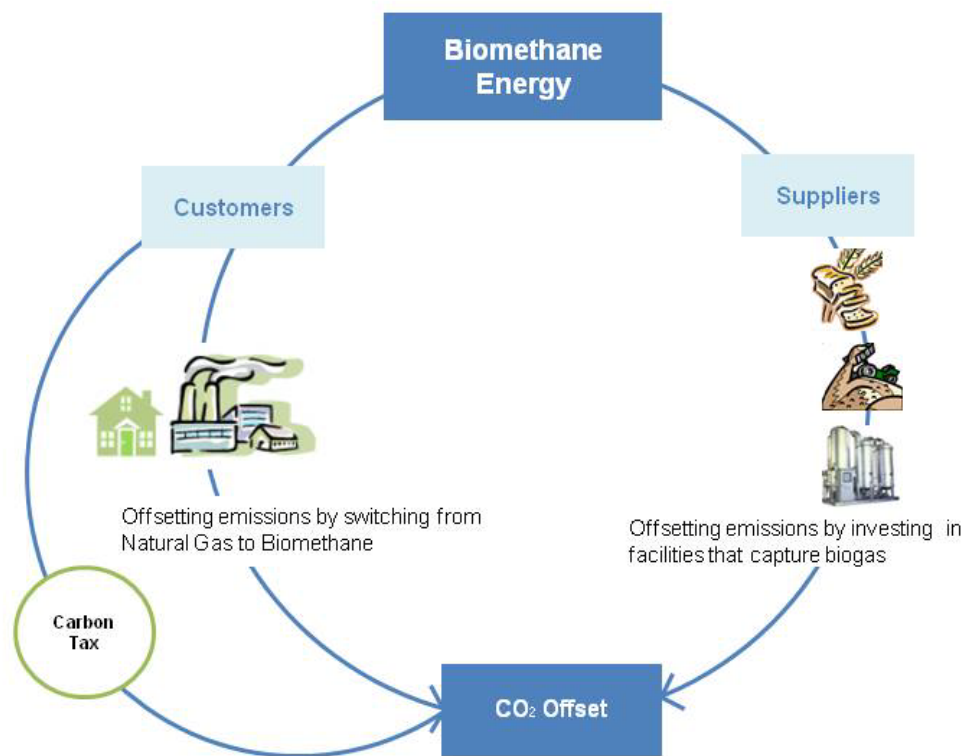 Biomethane
Energy
Customers
Suppliers
Offsetting emissions by switching from
Natural Gas to Biomethane
Offsetting emissions by investing in
facilities that capture biogas
Carbon
Tax
CO₂ Offset